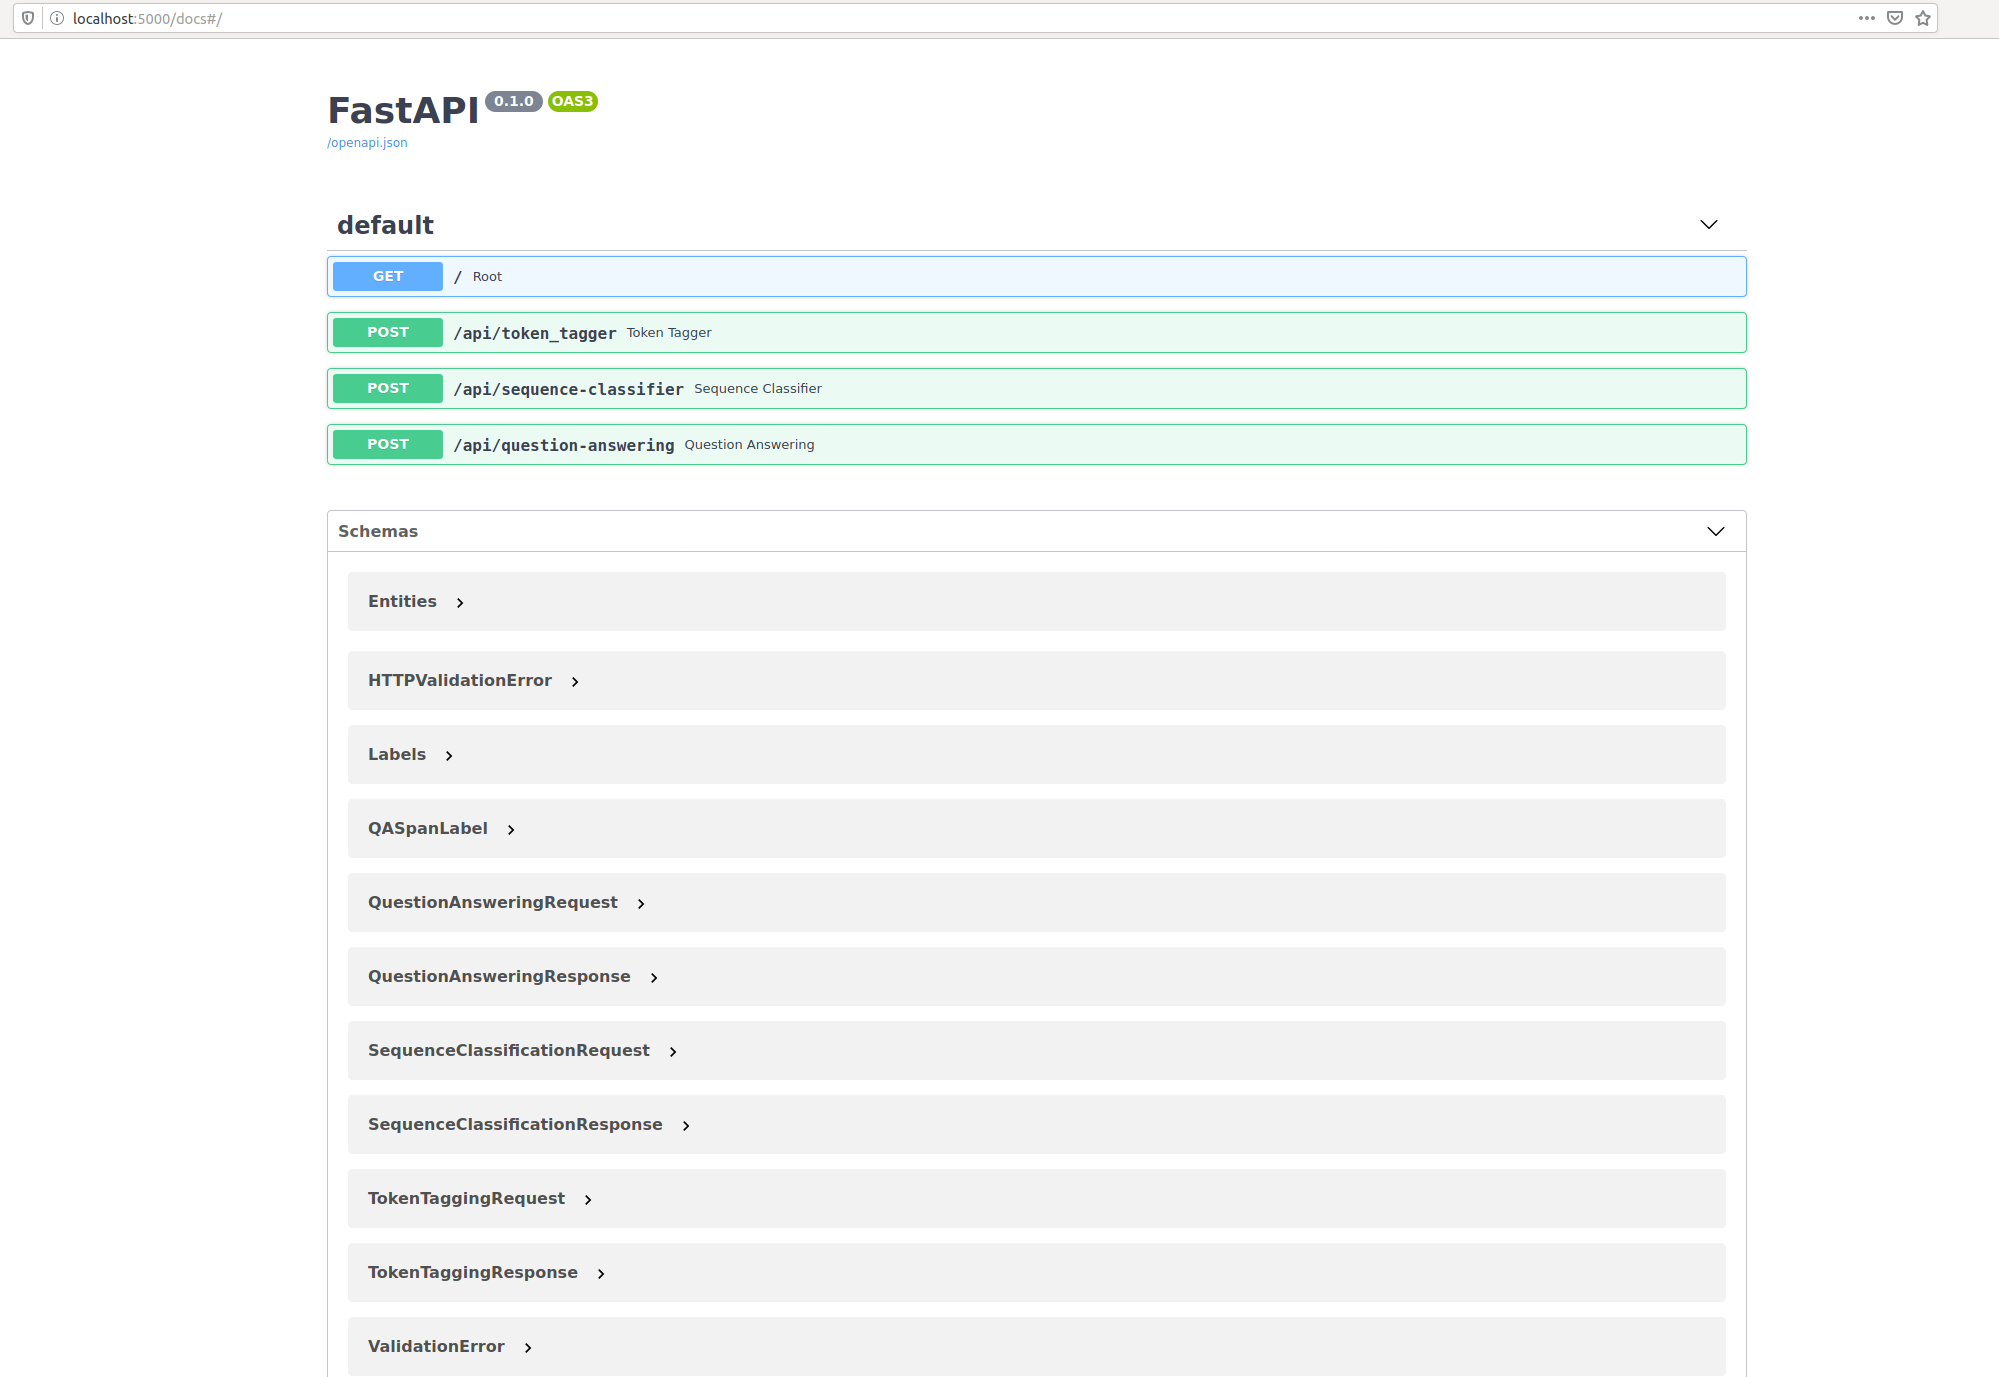 localhost:5000/docs#/
FastAPI 0.1.0 OAS3
/openapi.json
default
GET / Root
POST /api/token_tagger Token Tagger
POST /api/sequence-classifier Sequence Classifier
POST /api/question-answering Question Answering
Schemas
Entities
HTTPValidationError
Labels
QASpanLabel
QuestionAnsweringRequest
QuestionAnsweringResponse
SequenceClassificationRequest
SequenceClassificationResponse
TokenTaggingRequest
TokenTaggingResponse
ValidationError